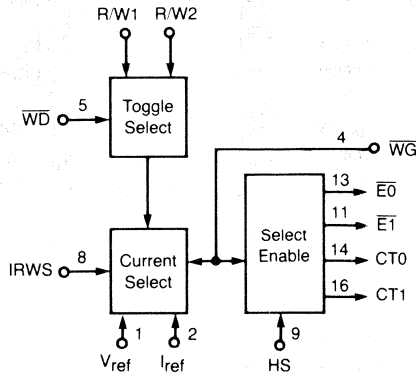 R/W1 R/W2
WD 5 Toggle Select
4 WG
13 E0
11 E1
Select Enable
14 CT0
16 CT1
IRWS 8 Current Select
1 2 9
Vref Iref HS